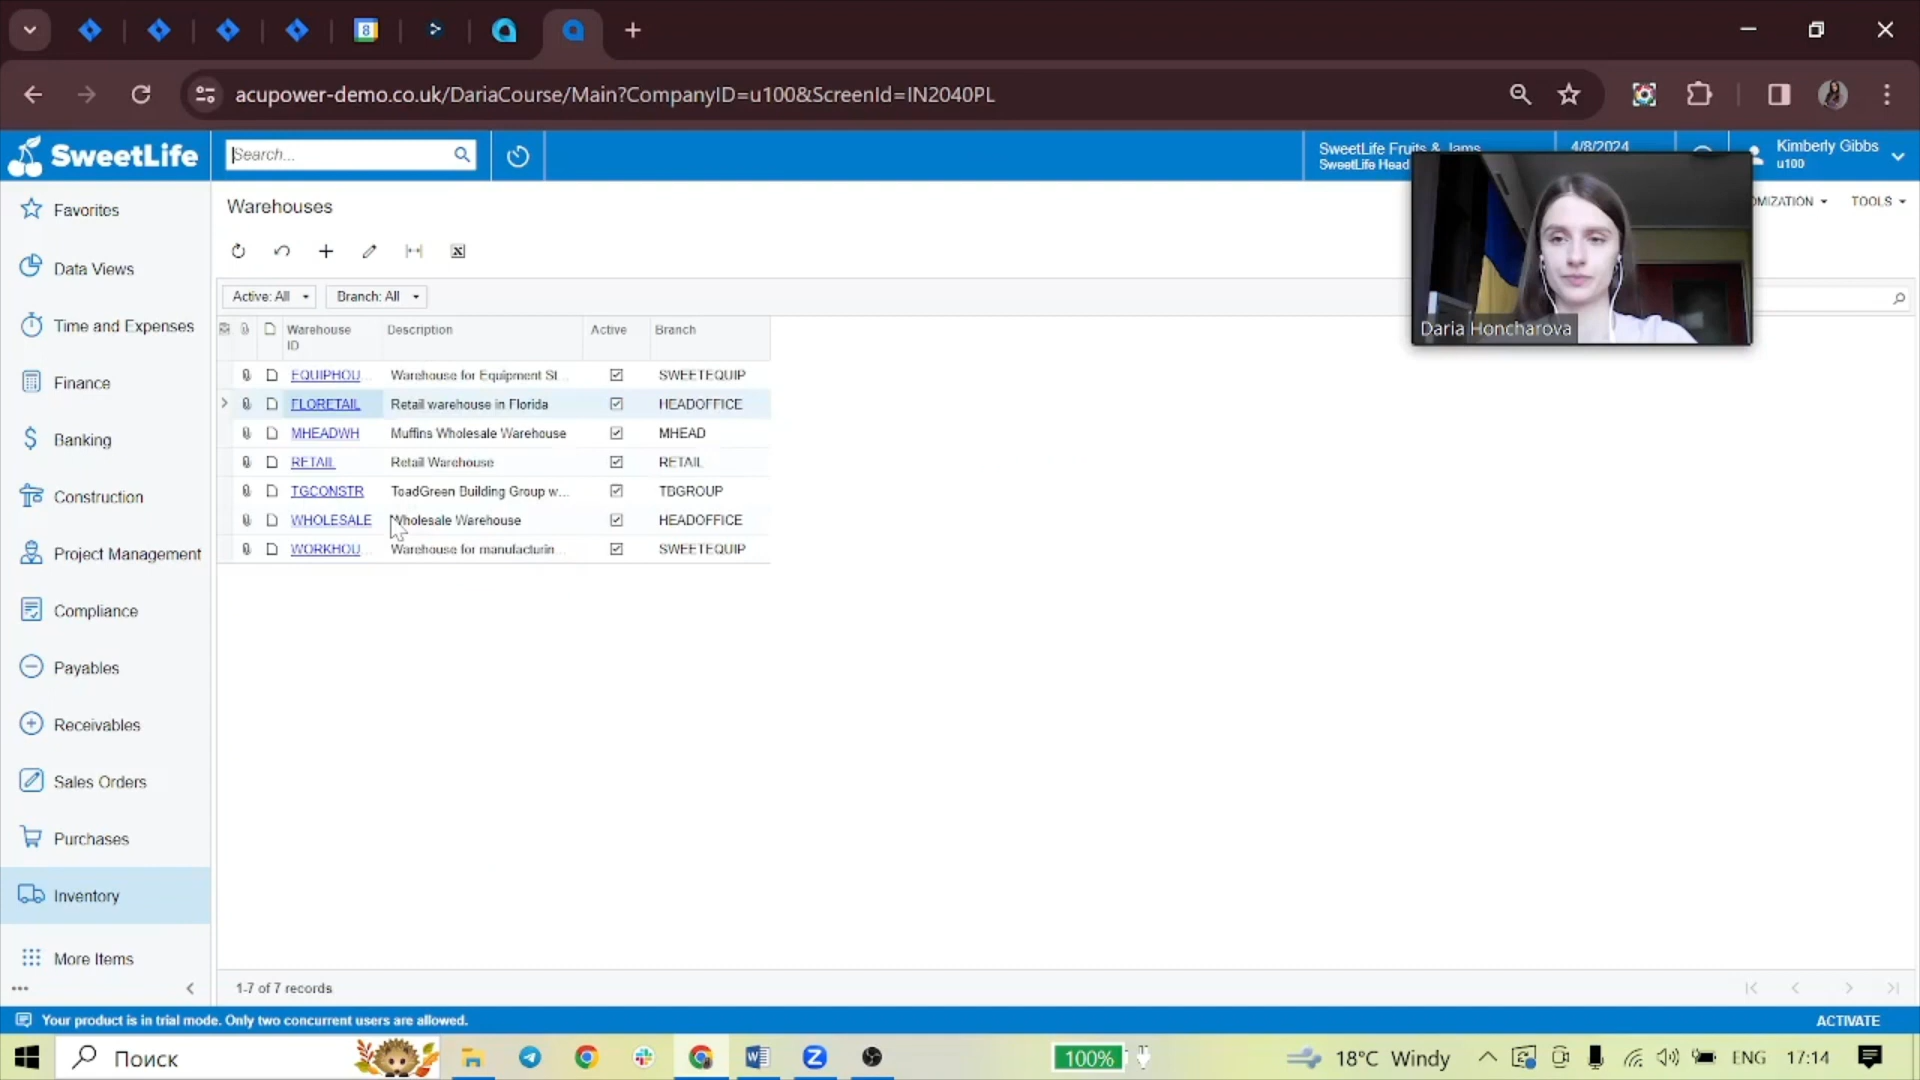 8
acupower-demo.co.uk/DariaCourse/Main?CompanyID=u100&ScreenId=IN2040PL
SweetLife
Search...
SweetLife Fruits & Jams
SweetLife Head
4/8/2024
Kimberly Gibbs
u100
Favorites
Data Views
Time and Expenses
Finance
Banking
Construction
Project Management
Compliance
Payables
Receivables
Sales Orders
Purchases
Inventory
More Items
Warehouses
OMIZATION
TOOLS
Active: All
Branch: All
Warehouse ID Description Active Branch
EQUIPHOU Warehouse for Equipment St... SWEETEQUIP
FLORETAIL Retail warehouse in Florida HEADOFFICE
MHEADWH Muffins Wholesale Warehouse MHEAD
RETAIL Retail Warehouse RETAIL
TGCONSTR ToadGreen Building Group w... TBGROUP
WHOLESALE Wholesale Warehouse HEADOFFICE
WORKHOU... Warehouse for manufacturin... SWEETEQUIP
Daria Honcharova
1-7 of 7 records
Your product is in trial mode. Only two concurrent users are allowed.
ACTIVATE
Поиск
100%
18°C Windy
ENG
17:14